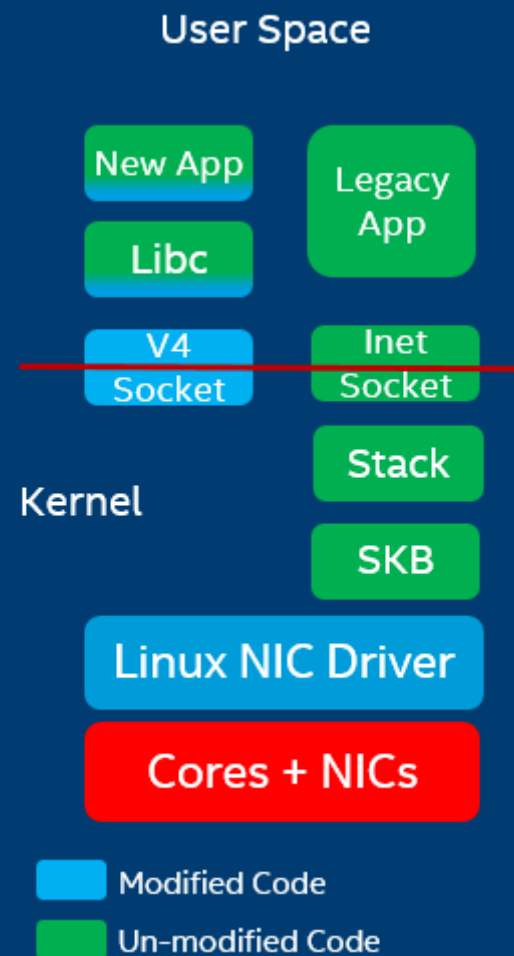 User Space
New App
Legacy
App
Libc
V4
Socket
Inet
Socket
Stack
Kernel
SKB
Linux NIC Driver
Cores + NICs
Modified Code
Un-modified Code